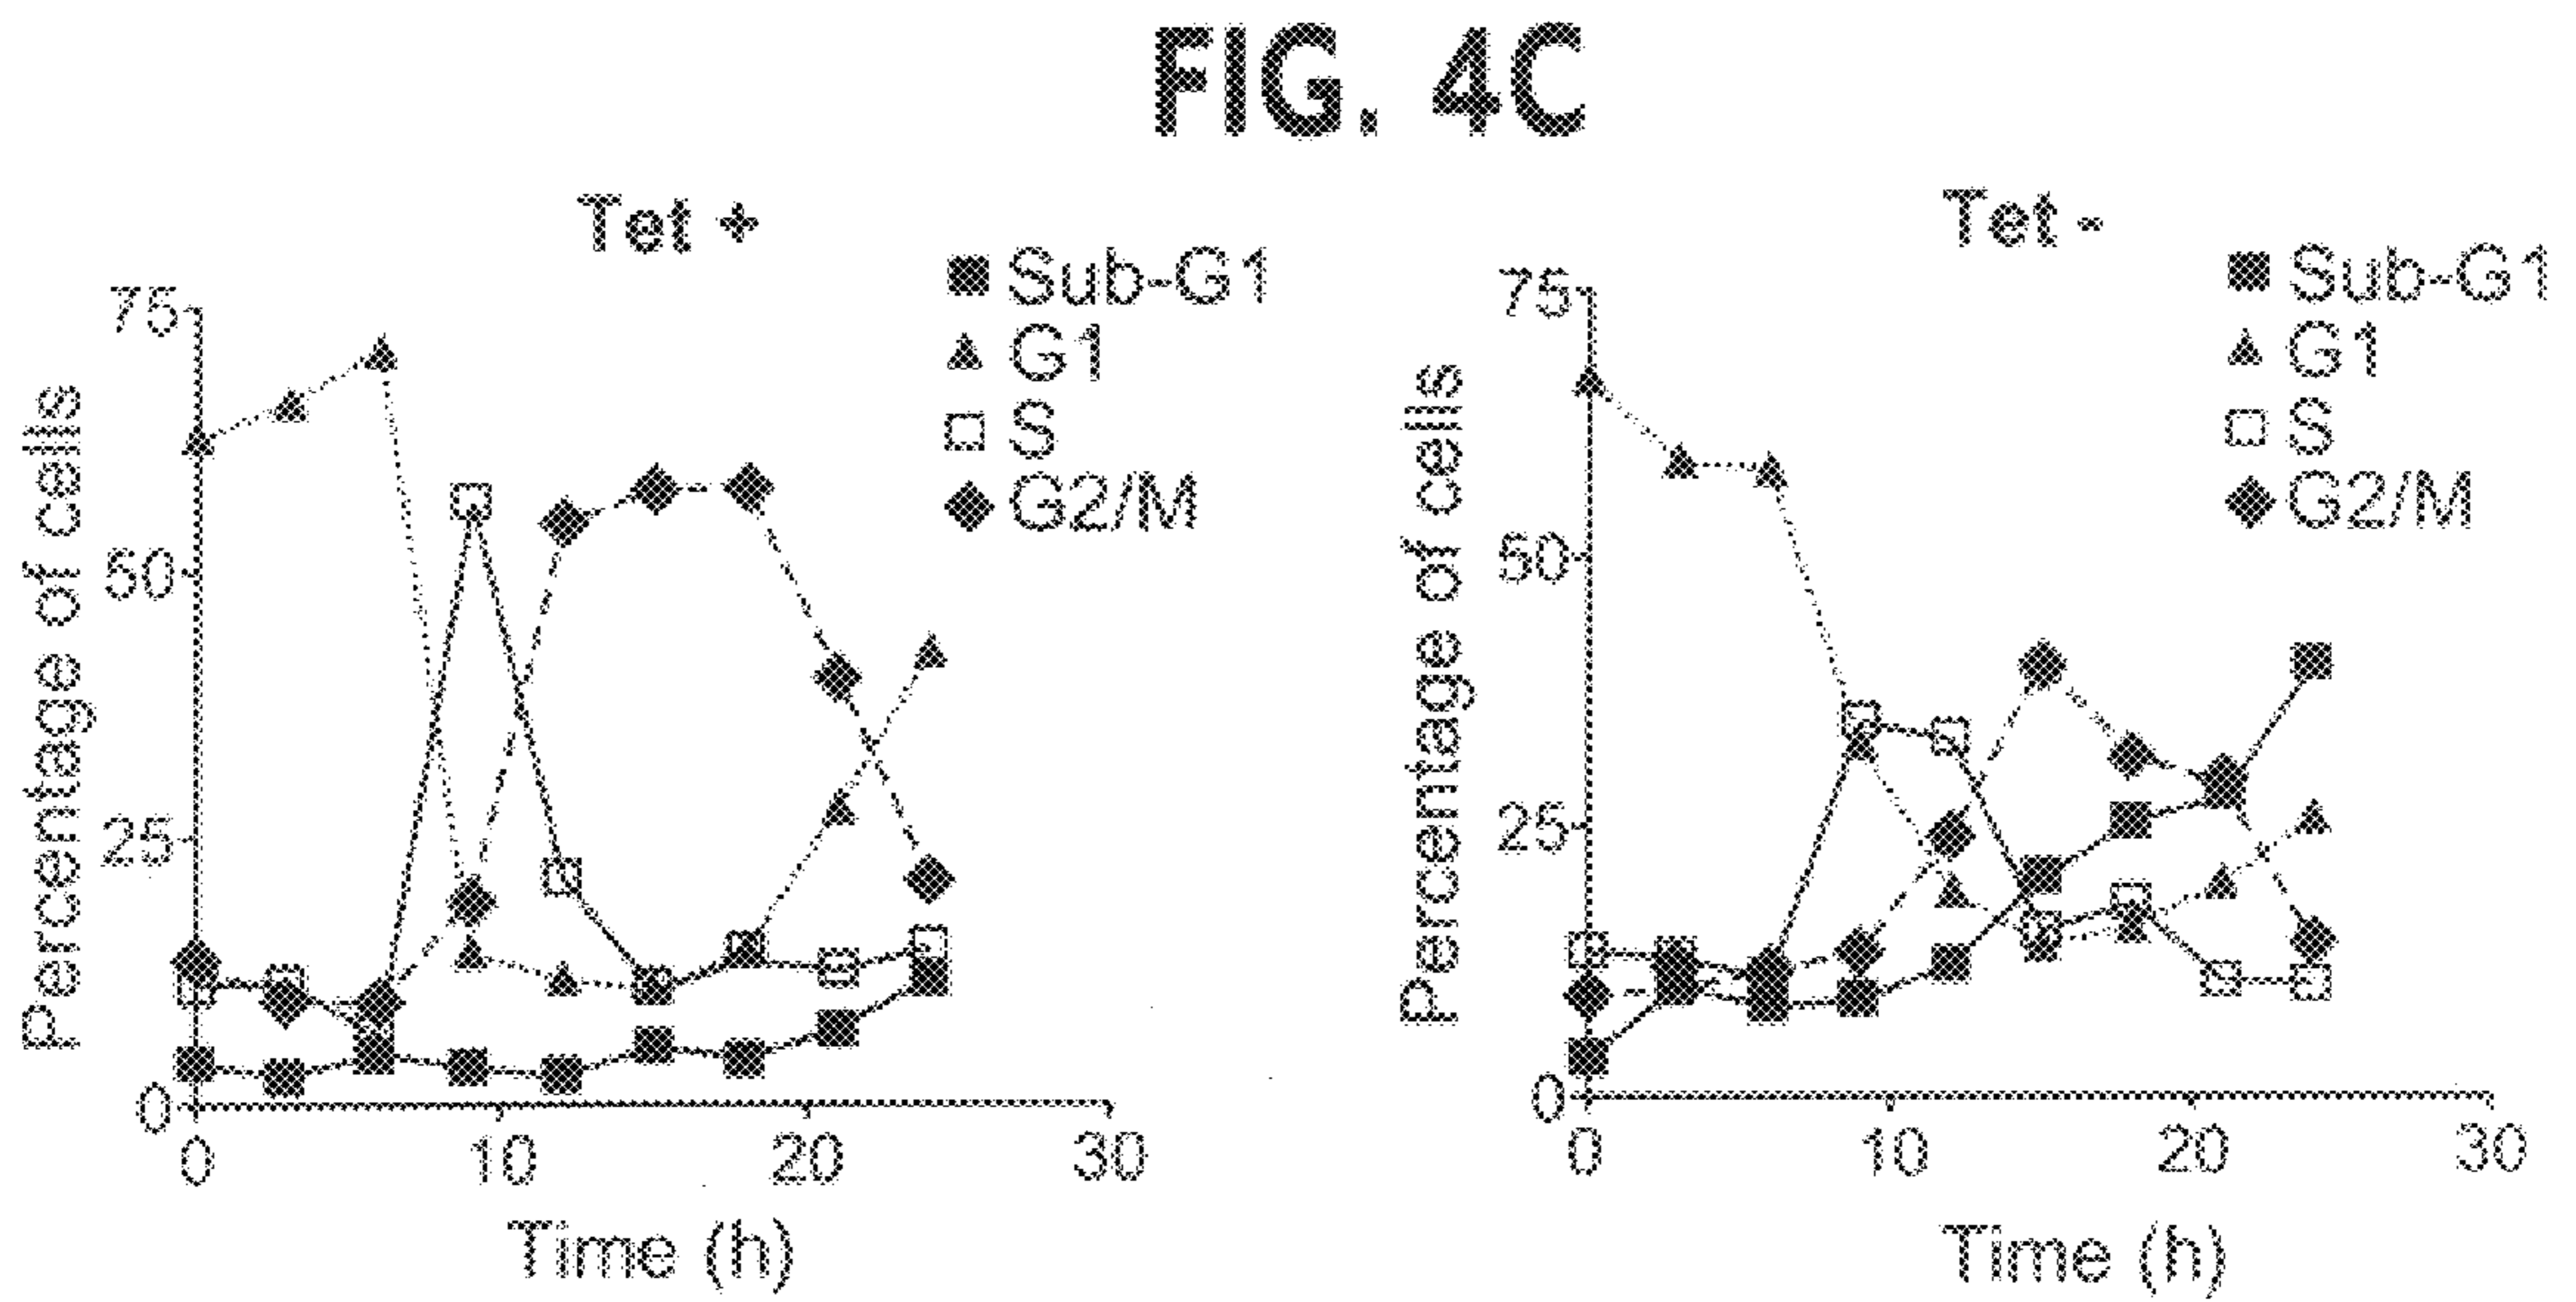 FIG. 4C
Tet +
Sub-G1
G1
S
G2/M
75
50
25
0
Percentage of cells
0 10 20 30
Time (h)
Tet -
Sub-G1
G1
S
G2/M
75
50
25
0
Percentage of cells
0 10 20 30
Time (h)